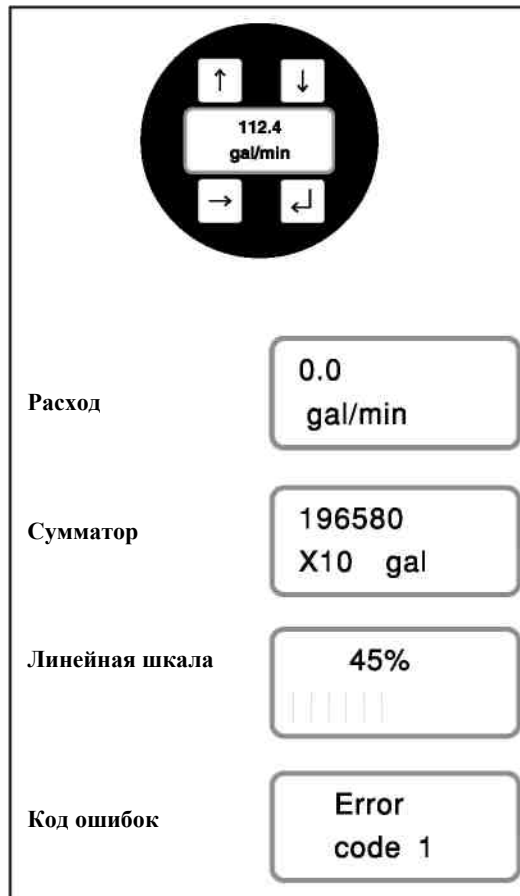 ↑ ↓
112.4
gal/min
→ ↵
Расход
0.0
gal/min
Сумматор
196580
X10 gal
Линейная шкала
45%
Код ошибок
Error
code 1